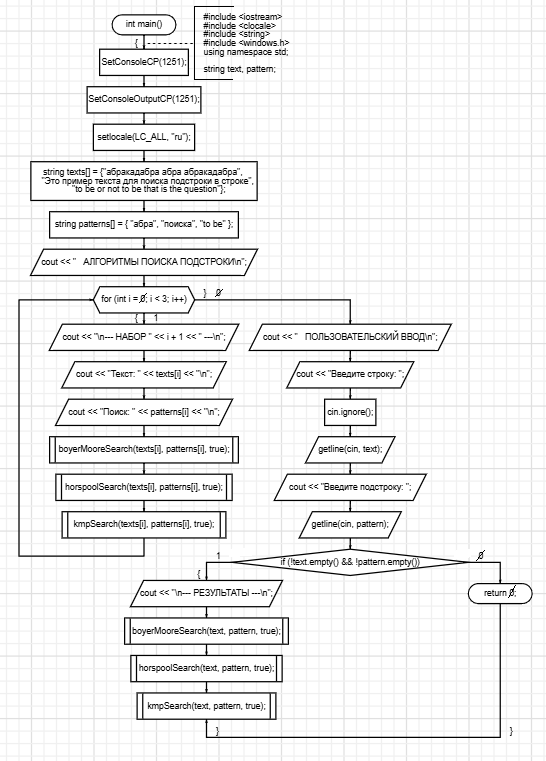 int main()
#include <iostream>
#include <clocale>
#include <string>
#include <windows.h>
using namespace std;
string text, pattern;
{
SetConsoleCP(1251);
SetConsoleOutputCP(1251);
setlocale(LC_ALL, "ru");
string texts[] = {"абракадабра абра абракадабра",
"Это пример текста для поиска подстроки в строке",
"to be or not to be that is the question"};
string patterns[] = { "абра", "поиска", "to be" };
cout << "   АЛГОРИТМЫ ПОИСКА ПОДСТРОКИ\n";
for (int i = 0; i < 3; i++)
} 0
{ 1
cout << "\n--- НАБОР " << i + 1 << " ---\n";
cout << "Текст: " << texts[i] << "\n";
cout << "Поиск: " << patterns[i] << "\n";
boyerMooreSearch(texts[i], patterns[i], true);
horspoolSearch(texts[i], patterns[i], true);
kmpSearch(texts[i], patterns[i], true);
cout << "   ПОЛЬЗОВАТЕЛЬСКИЙ ВВОД\n";
cout << "Введите строку: ";
cin.ignore();
getline(cin, text);
cout << "Введите подстроку: ";
getline(cin, pattern);
if (!text.empty() && !pattern.empty())
1
0
{
cout << "\n--- РЕЗУЛЬТАТЫ ---\n";
boyerMooreSearch(text, pattern, true);
horspoolSearch(text, pattern, true);
kmpSearch(text, pattern, true);
}
return 0;
}